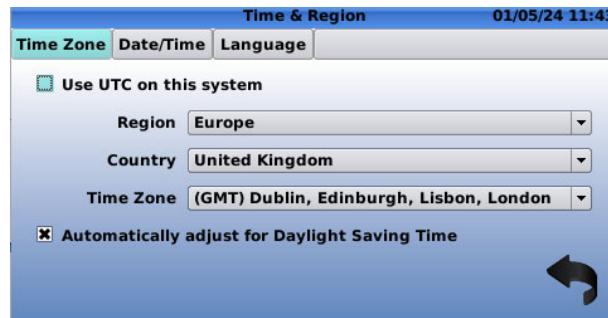 Time & Region 01/05/24 11:43
Time Zone Date/Time Language
Use UTC on this system
Region Europe
Country United Kingdom
Time Zone (GMT) Dublin, Edinburgh, Lisbon, London
Automatically adjust for Daylight Saving Time